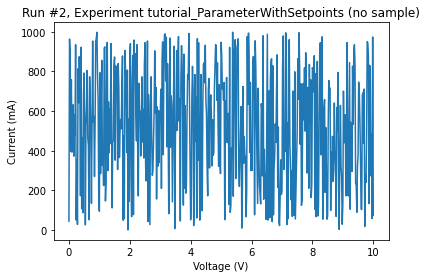 Run #2, Experiment tutorial_ParameterWithSetpoints (no sample)
1000
800
600
400
200
0
Current (mA)
0 2 4 6 8 10
Voltage (V)